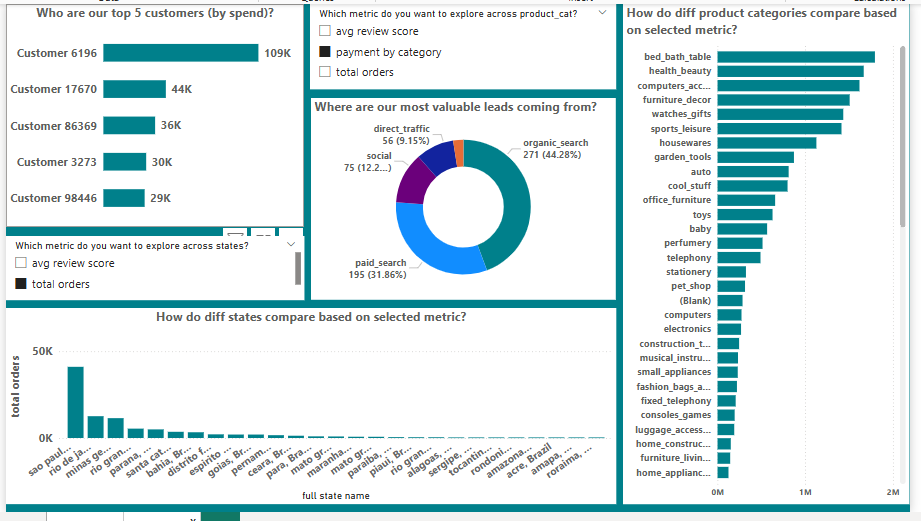 Who are our top 5 customers (by spend)?
Customer 6196
109K
Customer 17670
44K
Customer 86369
36K
Customer 3273
30K
Customer 98446
29K
Which metric do you want to explore across product_cat?
avg review score
payment by category
total orders
Where are our most valuable leads coming from?
direct_traffic
56 (9.15%)
social
75 (12.2...)
organic_search
271 (44.28%)
paid_search
195 (31.86%)
Which metric do you want to explore across states?
avg review score
total orders
How do diff states compare based on selected metric?
total orders
50K
0K
sao paul...
rio de ja...
minas ge...
rio gran...
parana, ...
santa cat...
bahia, Br...
distrito f...
espirito ...
goias, Br...
pernam...
ceara, Br...
para, Bra...
mato gr...
maranha...
mato gr...
paraiba, ...
piaui, Br...
rio gran...
alagoas, ...
sergipe, ...
tocantin...
rondoni...
amazona...
acre, Brazil
amapa, ...
roraima, ...
full state name
How do diff product categories compare based
on selected metric?
bed_bath_table
health_beauty
computers_acc...
furniture_decor
watches_gifts
sports_leisure
housewares
garden_tools
auto
cool_stuff
office_furniture
toys
baby
perfumery
telephony
stationery
pet_shop
(Blank)
computers
electronics
construction_t...
musical_instru...
small_appliances
fashion_bags_a...
fixed_telephony
consoles_games
luggage_access...
home_construc...
furniture_livin...
home_applianc...
0M
1M
2M